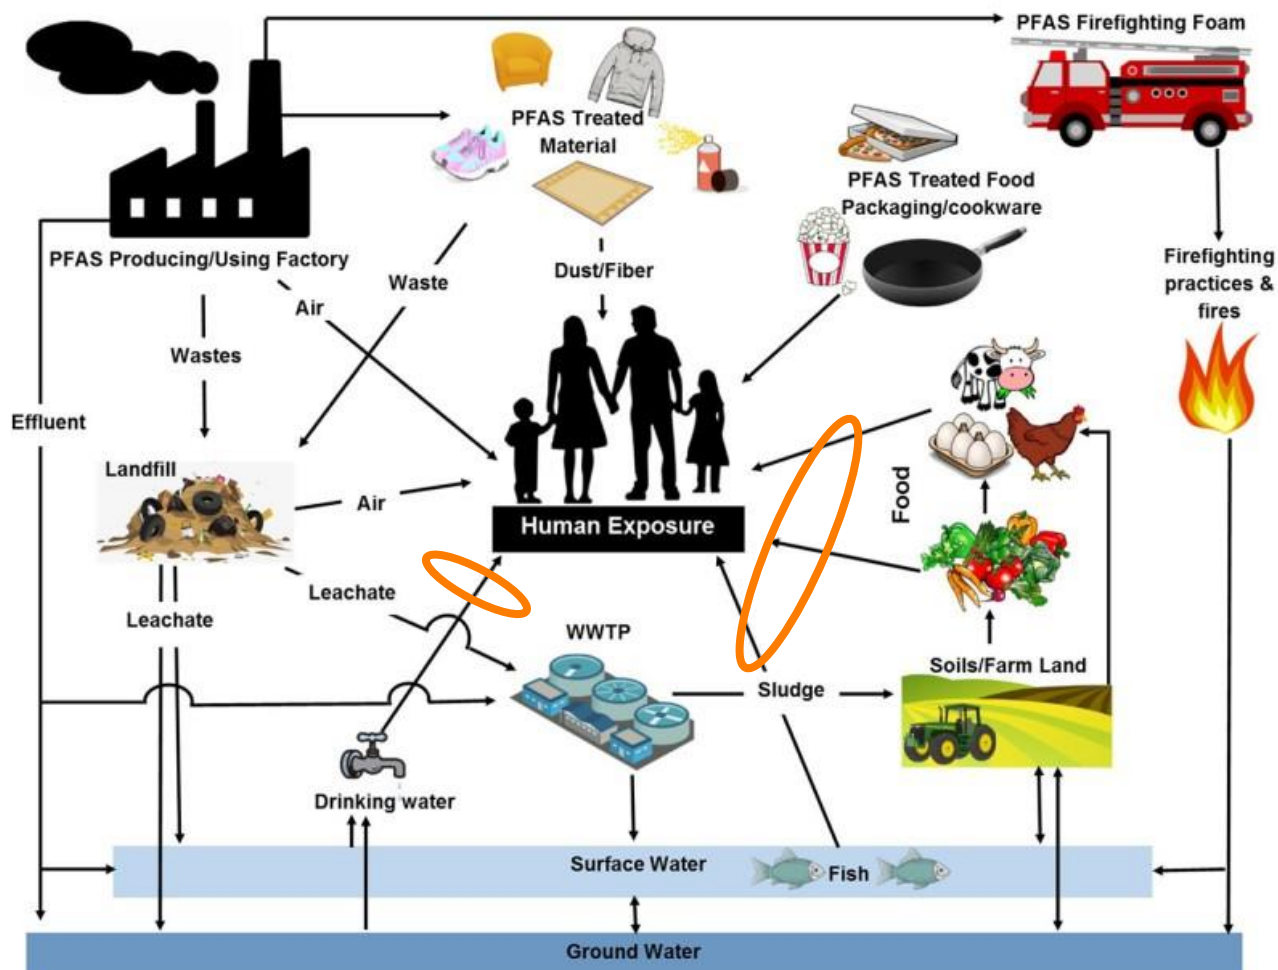 PFAS Firefighting Foam
PFAS Treated
Material
PFAS Treated Food
Packaging/cookware
PFAS Producing/Using Factory
Dust/Fiber
Firefighting
practices &
fires
Waste
Air
Wastes
Effluent
Landfill
Air
Food
Human Exposure
Leachate
Leachate
WWTP
Soils/Farm Land
Sludge
Drinking water
Surface Water
Fish
Ground Water